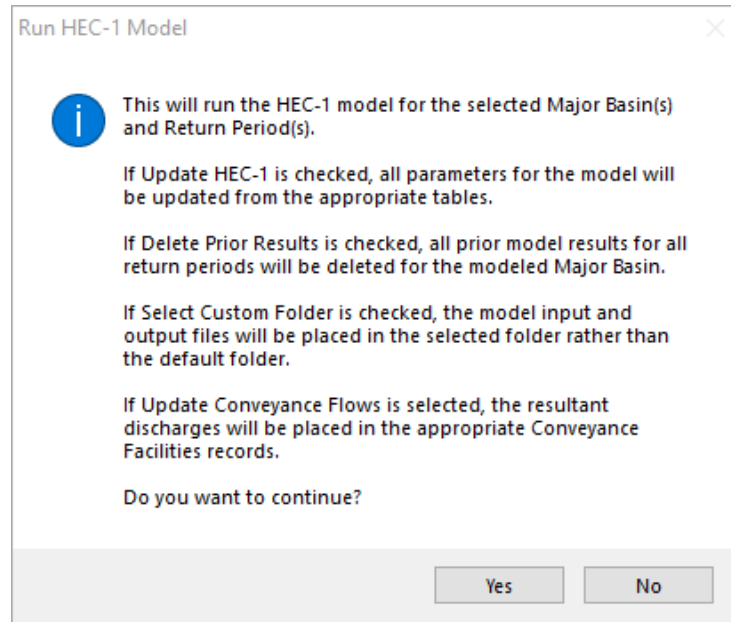 Run HEC-1 Model
This will run the HEC-1 model for the selected Major Basin(s)
and Return Period(s).
If Update HEC-1 is checked, all parameters for the model will
be updated from the appropriate tables.
If Delete Prior Results is checked, all prior model results for all
return periods will be deleted for the modeled Major Basin.
If Select Custom Folder is checked, the model input and
output files will be placed in the selected folder rather than
the default folder.
If Update Conveyance Flows is selected, the resultant
discharges will be placed in the appropriate Conveyance
Facilities records.
Do you want to continue?
Yes No